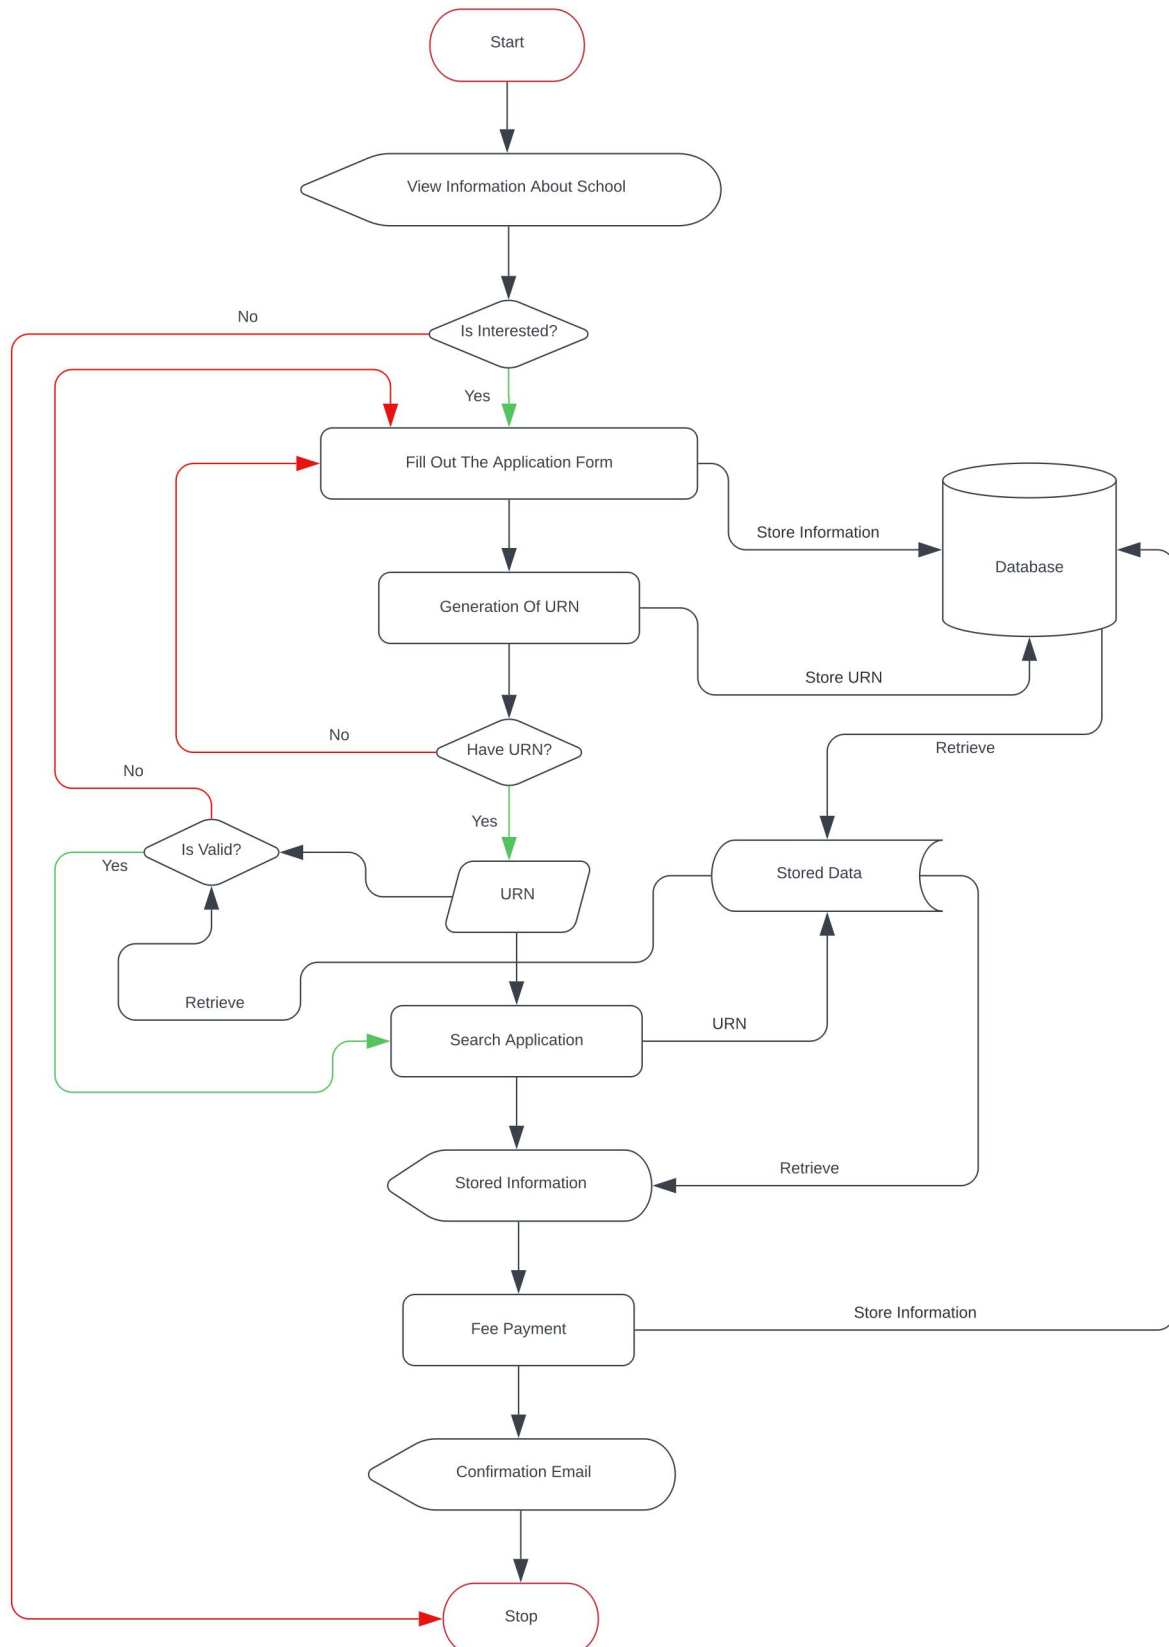 Start
View Information About School
No
Is Interested?
Yes
Fill Out The Application Form
Store Information
Database
Generation Of URN
Store URN
No
Have URN?
Retrieve
No
Yes
Is Valid?
Yes
URN
Stored Data
Retrieve
URN
Search Application
Retrieve
Stored Information
Store Information
Fee Payment
Confirmation Email
Stop